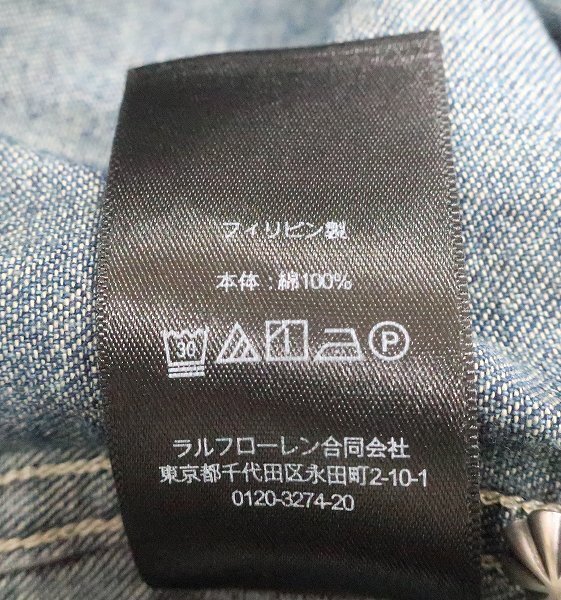 フィリピン製
本体：綿100%
30 P
ラルフローレン合同会社
東京都千代田区永田町2-10-1
0120-3274-20